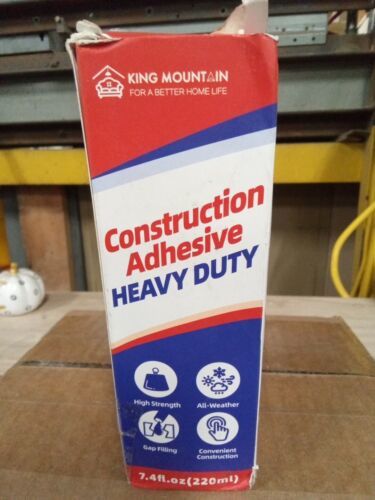 KING MOUNTAIN
FOR A BETTER HOME LIFE
Construction
Adhesive
HEAVY DUTY
High Strength
All-Weather
Gap Filling
Convenient
Construction
7.4fl.oz(220ml)